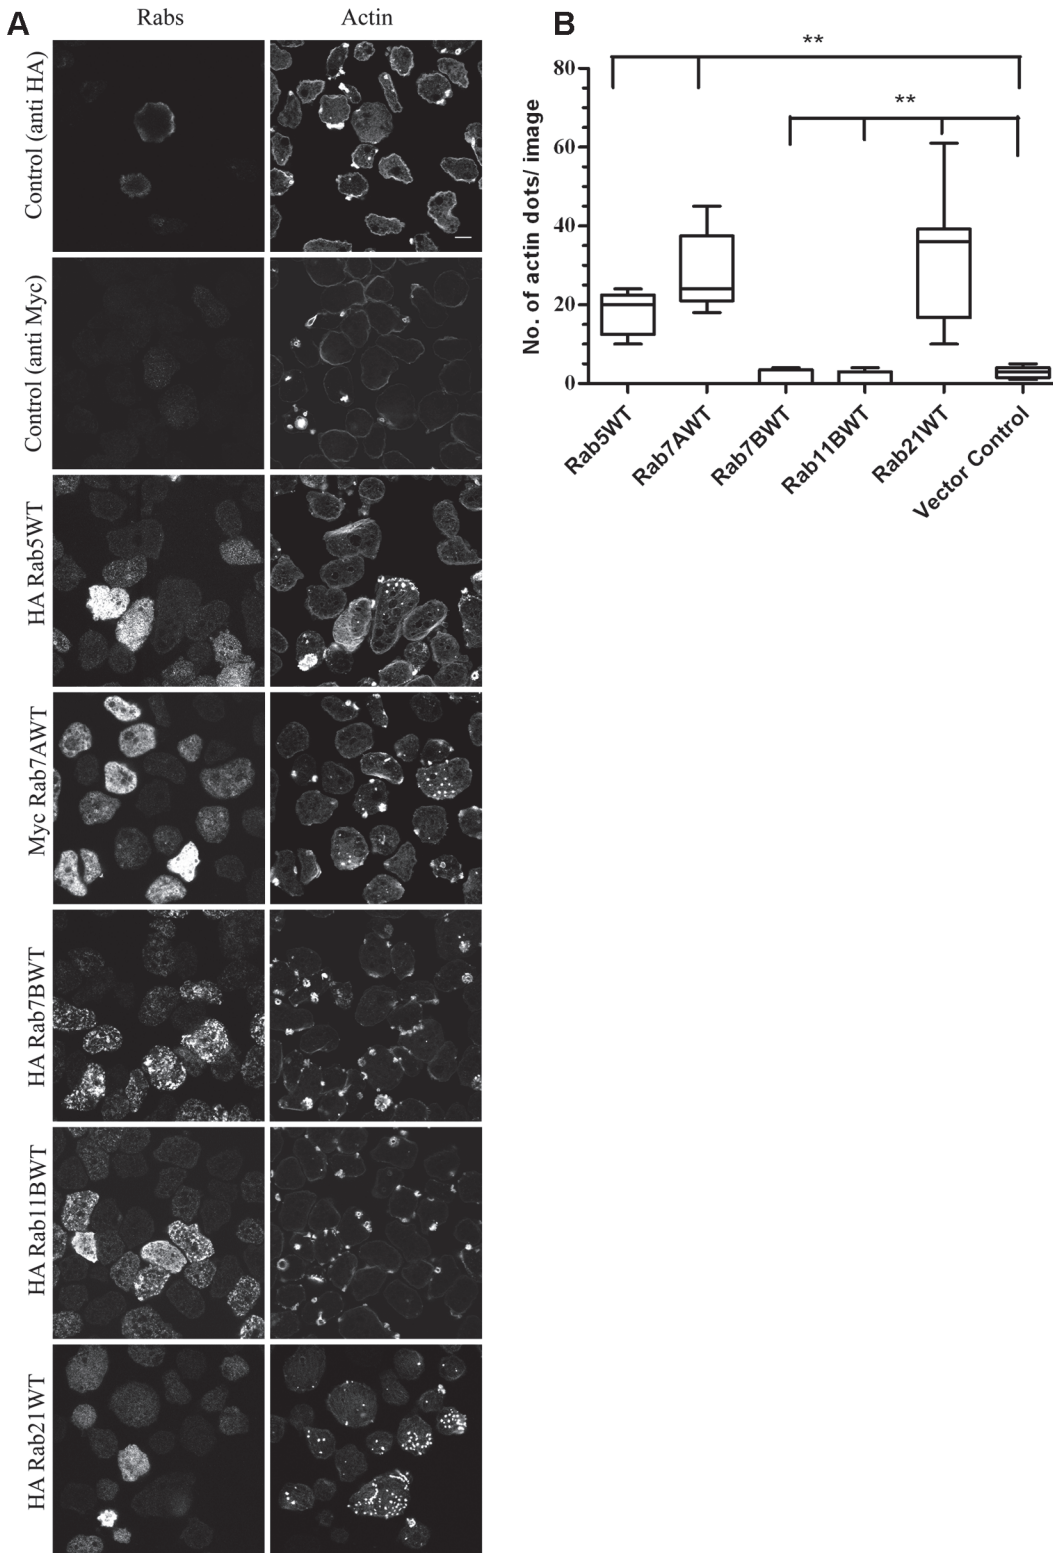 A
Rabs
Actin
Control (anti HA)
Control (anti Myc)
HA Rab5WT
Myc Rab7AWT
HA Rab7BWT
HA Rab11BWT
HA Rab21WT
B
**
**
80
60
40
20
0
No. of actin dots/ image
Rab5WT
Rab7AWT
Rab7BWT
Rab11BWT
Rab21WT
Vector Control